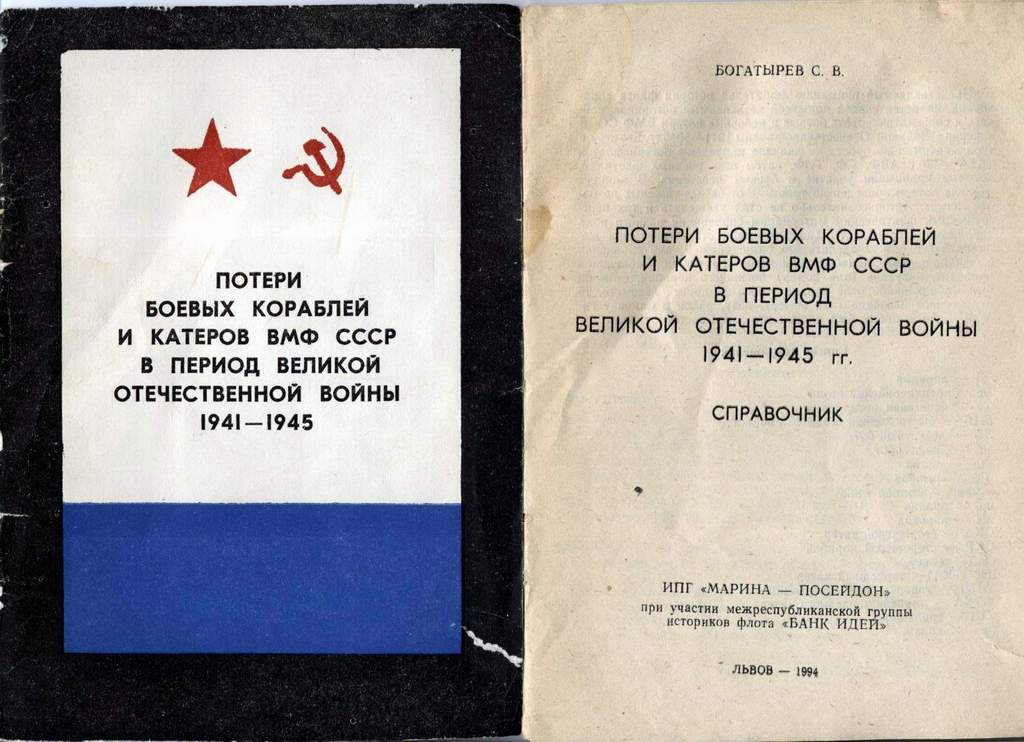 ПОТЕРИ
БОЕВЫХ КОРАБЛЕЙ
И КАТЕРОВ ВМФ СССР
В ПЕРИОД ВЕЛИКОЙ
ОТЕЧЕСТВЕННОЙ ВОЙНЫ
1941—1945
БОГАТЫРЕВ С. В.
ПОТЕРИ БОЕВЫХ КОРАБЛЕЙ
И КАТЕРОВ ВМФ СССР
В ПЕРИОД
ВЕЛИКОЙ ОТЕЧЕСТВЕННОЙ ВОЙНЫ
1941—1945 гг.
СПРАВОЧНИК
ИПГ «МАРИНА — ПОСЕЙДОН»
при участии межреспубликанской группы
историков флота «БАНК ИДЕЙ»
ЛЬВОВ — 1994